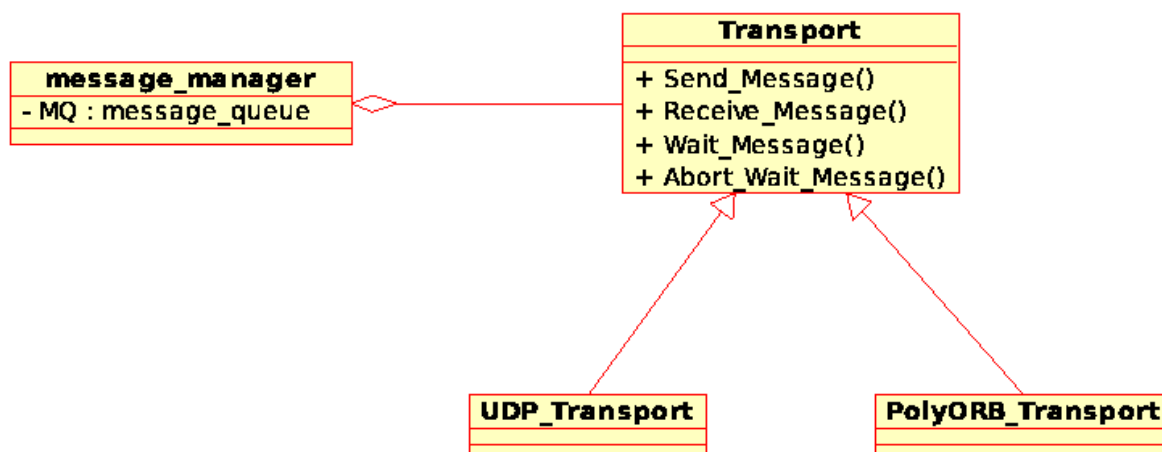 Transport
message_manager
- MQ : message_queue
+ Send_Message()
+ Receive_Message()
+ Wait_Message()
+ Abort_Wait_Message()
UDP_Transport
PolyORB_Transport